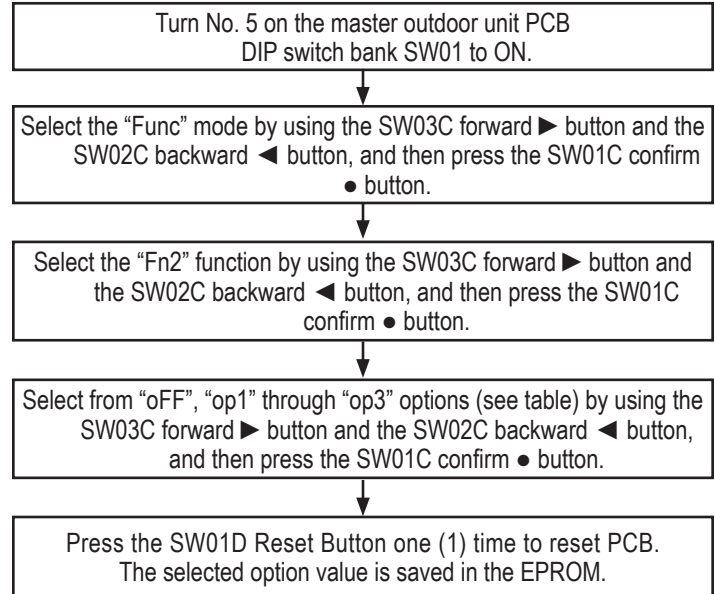 Turn No. 5 on the master outdoor unit PCB
DIP switch bank SW01 to ON.
Select the “Func” mode by using the SW03C forward ► button and the
SW02C backward ◄ button, and then press the SW01C confirm
● button.
Select the “Fn2” function by using the SW03C forward ► button and
the SW02C backward ◄ button, and then press the SW01C
confirm ● button.
Select from “oFF”, “op1” through “op3” options (see table) by using the
SW03C forward ► button and the SW02C backward ◄ button,
and then press the SW01C confirm ● button.
Press the SW01D Reset Button one (1) time to reset PCB.
The selected option value is saved in the EPROM.